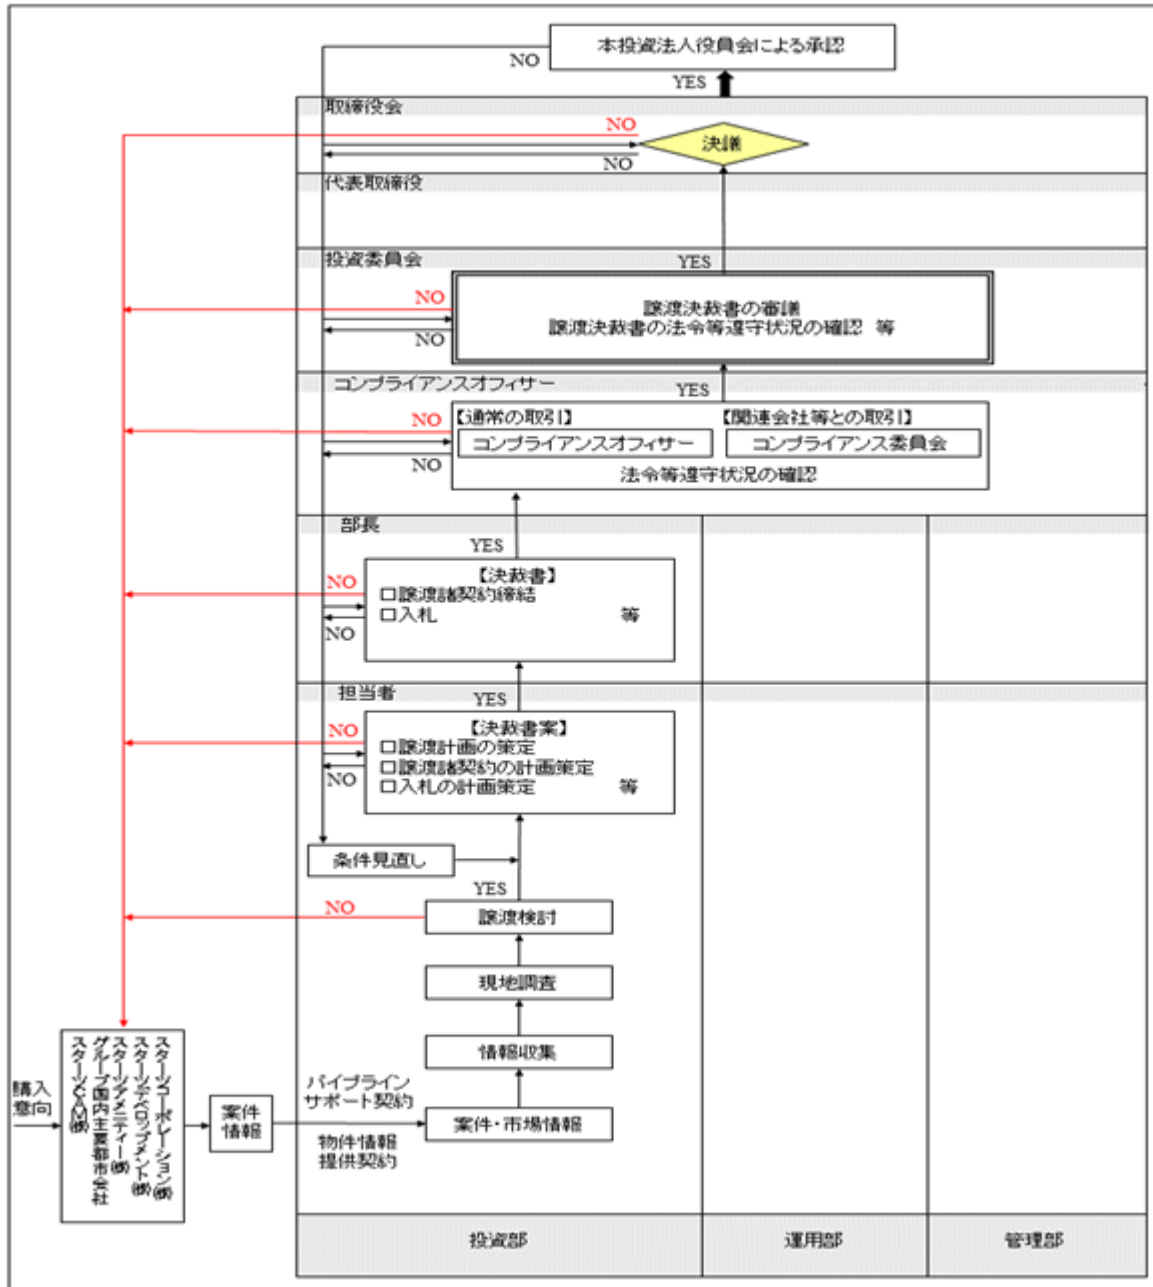 本投資法人役員会による承認
NO
YES
取締役会
NO
決議
NO
代表取締役
投資委員会
YES
NO
譲渡決裁書の審議
譲渡決裁書の法令等遵守状況の確認 等
NO
コンプライアンスオフィサー
YES
NO
【通常の取引】
【関連会社等との取引】
コンプライアンスオフィサー
コンプライアンス委員会
NO
法令等遵守状況の確認
部長
YES
【決裁書】
NO
□譲渡諸契約締結
□入札 等
NO
担当者
YES
【決裁書案】
NO
□譲渡計画の策定
□譲渡諸契約の計画策定
NO
□入札の計画策定 等
条件見直し
YES
NO
譲渡検討
現地調査
情報収集
案件・市場情報
パイプライン
サポート契約
物件情報
提供契約
案件
情報
スターツコーポレーション㈱
スターツデベロップメント㈱
スターツアメニティー㈱
グループ国内主要都市会社
スターツCAM㈱
購入
意向
投資部
運用部
管理部